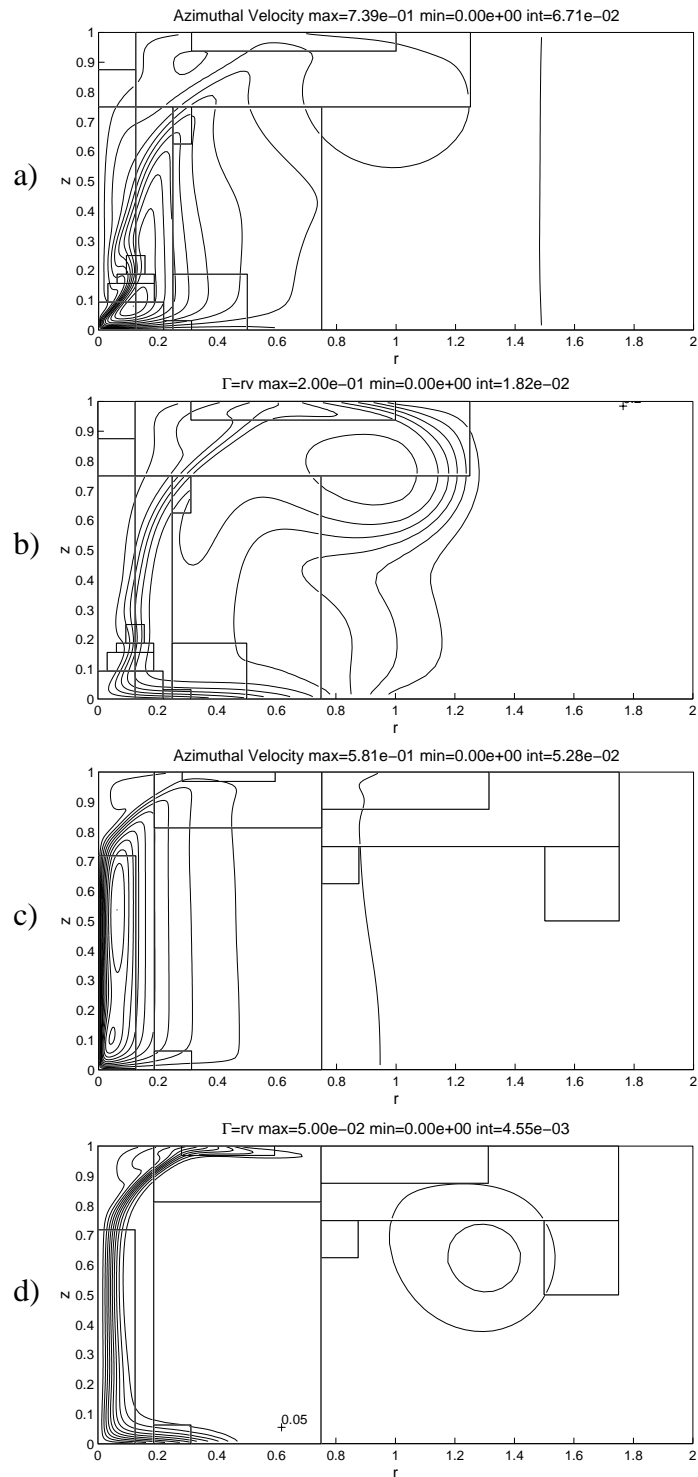 Azimuthal Velocity max=7.39e-01 min=0.00e+00 int=6.71e-02
1
0.9
0.8
0.7
0.6
0.5
0.4
0.3
0.2
0.1
0
z
a)
0 0.2 0.4 0.6 0.8 1 1.2 1.4 1.6 1.8 2
r
Γ=rv max=2.00e-01 min=0.00e+00 int=1.82e-02
1
0.9
0.8
0.7
0.6
0.5
0.4
0.3
0.2
0.1
0
z
b)
0 0.2 0.4 0.6 0.8 1 1.2 1.4 1.6 1.8 2
r
Azimuthal Velocity max=5.81e-01 min=0.00e+00 int=5.28e-02
1
0.9
0.8
0.7
0.6
0.5
0.4
0.3
0.2
0.1
0
z
c)
0 0.2 0.4 0.6 0.8 1 1.2 1.4 1.6 1.8 2
r
Γ=rv max=5.00e-02 min=0.00e+00 int=4.55e-03
1
0.9
0.8
0.7
0.6
0.5
0.4
0.3
0.2
0.1
0
z
d)
0.05
0 0.2 0.4 0.6 0.8 1 1.2 1.4 1.6 1.8 2
r